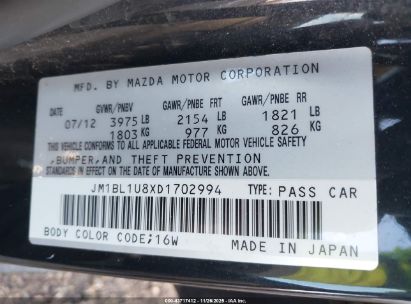 MFD. BY MAZDA MOTOR CORPORATION
GVWR/PNBV GAWR/PNBE FRT GAWR/PNBE RR
07/12 3975 LB 2154 LB 1821 LB
1803 KG 977 KG 826 KG
THIS VEHICLE CONFORMS TO ALL APPLICABLE FEDERAL MOTOR VEHICLE SAFETY
,BUMPER,AND THEFT PREVENTION
STANDARDS IN EFFECT ON THE DATE OF MANUFACTURE SHOWN ABOVE.
JM1BL1U8XD1702994 TYPE: PASS CAR
BODY COLOR CODE;16W MADE IN JAPAN